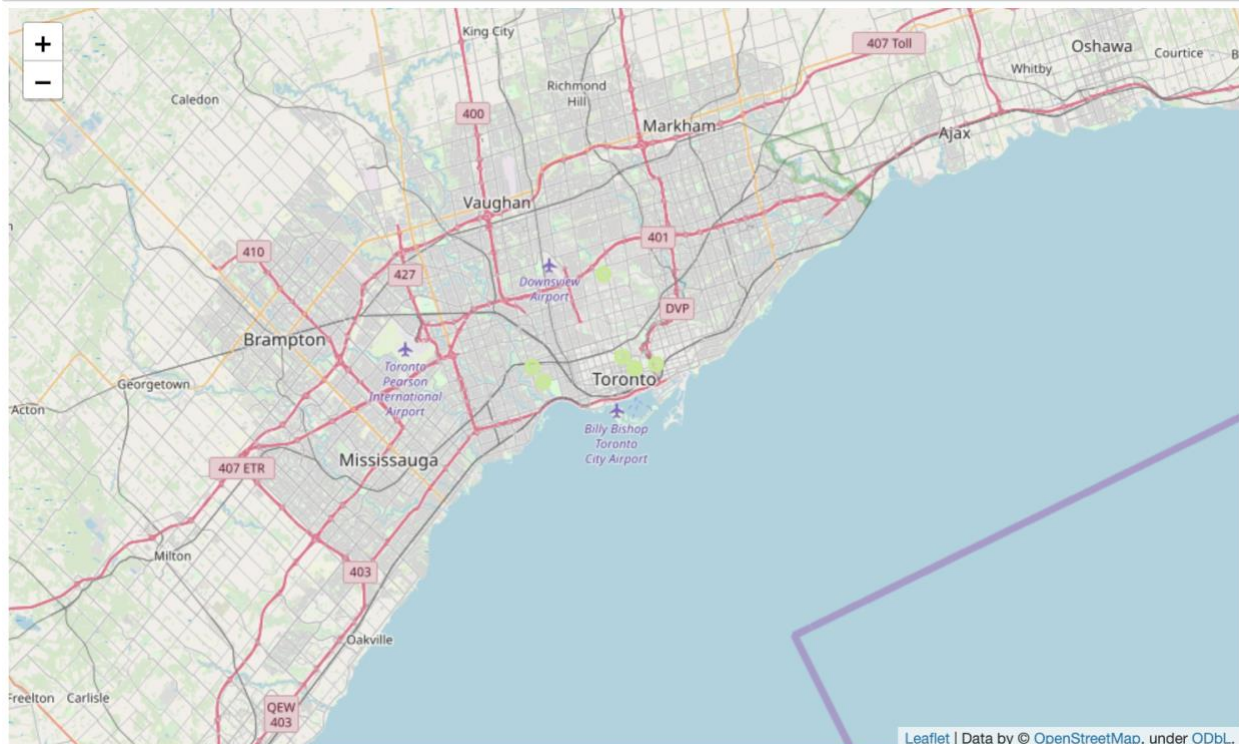 +
−
King City
407 Toll
Oshawa
Courtice
B
Whitby
Caledon
Richmond
Hill
400
Markham
Ajax
n
Vaughan
410
401
427
Downsview
Airport
DVP
Brampton
Toronto
Pearson
International
Airport
Georgetown
Toronto
Acton
Billy Bishop
Toronto
City Airport
Mississauga
407 ETR
Milton
403
Oakville
Freelton
Carlisle
QEW
403
Leaflet | Data by © OpenStreetMap, under ODbL.